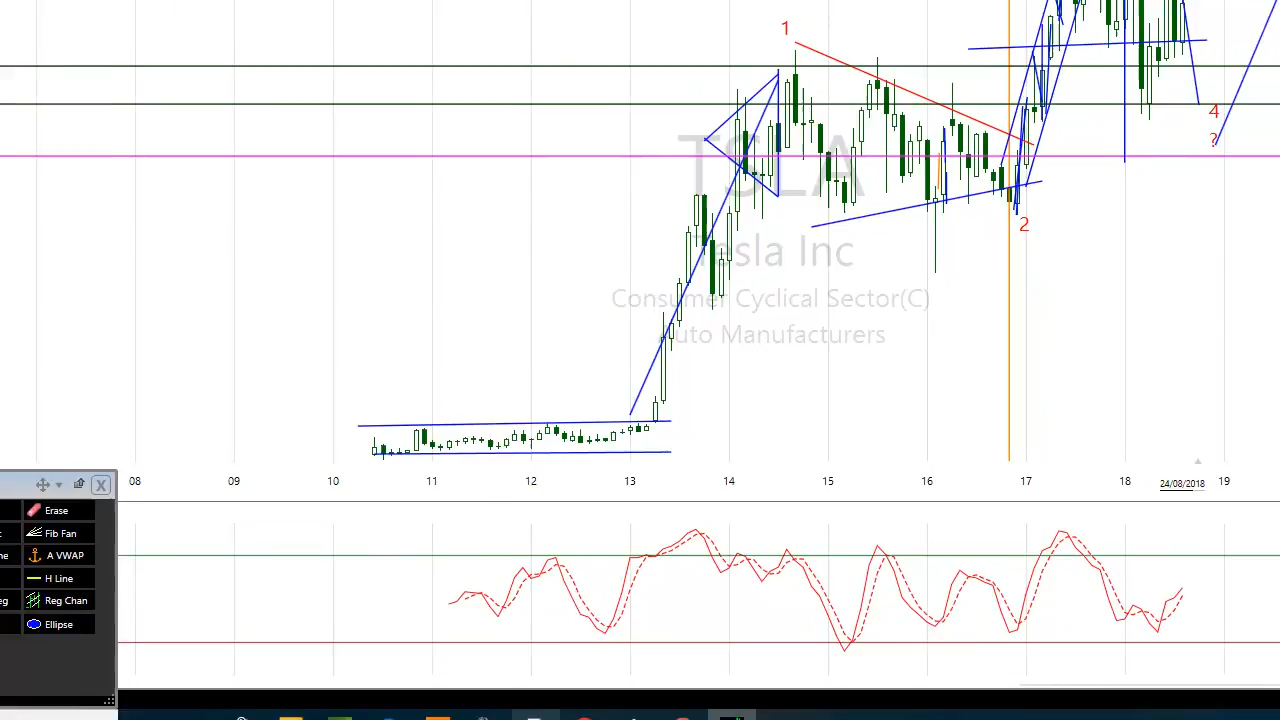 1
TSLA
4
?
2
Tesla Inc
Consumer Cyclical Sector(C)
Auto Manufacturers
08 09 10 11 12 13 14 15 16 17 18 24/08/2018 19
X
Erase
Fib Fan
A VWAP
H Line
Reg Chan
Ellipse